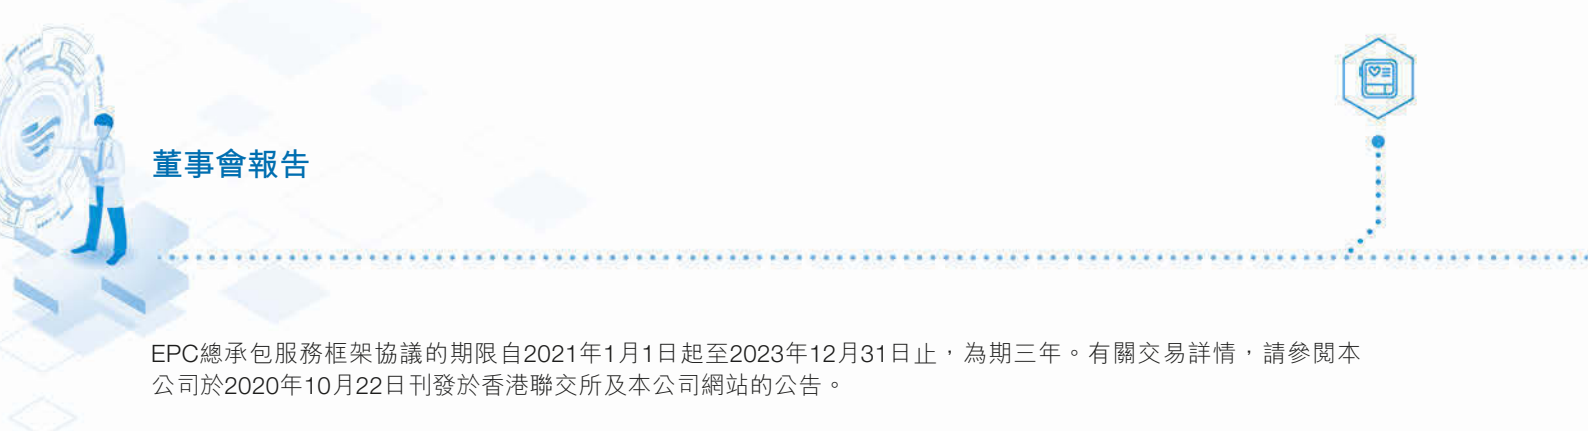 董事會報告
EPC總承包服務框架協議的期限自2021年1月1日起至2023年12月31日止，為期三年。有關交易詳情，請參閱本
公司於2020年10月22日刊發於香港聯交所及本公司網站的公告。